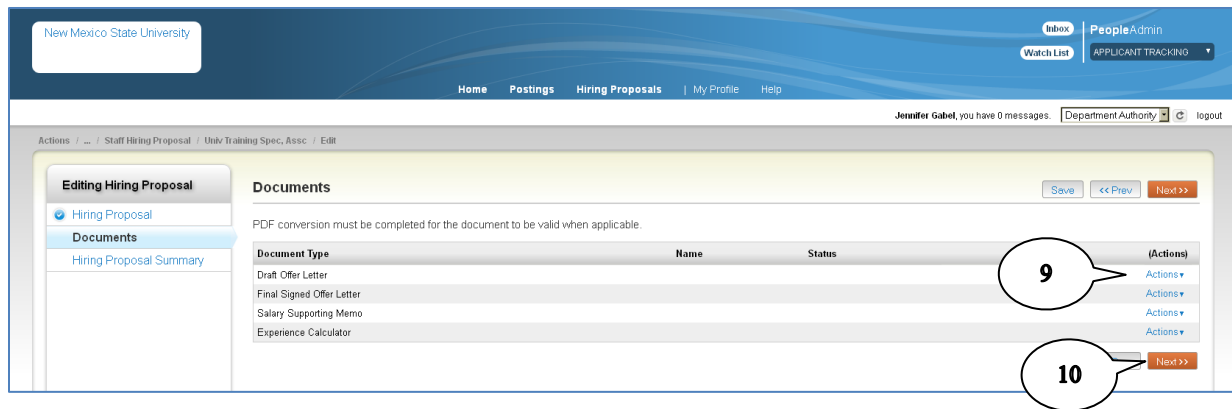 New Mexico State University
Inbox PeopleAdmin
Watch List APPLICANT TRACKING
Home Postings Hiring Proposals | My Profile Help
Jennifer Gabel, you have 0 messages. Department Authority logout
Actions / ... / Staff Hiring Proposal / Univ Training Spec, Assc / Edit
Editing Hiring Proposal
Hiring Proposal
Documents
Hiring Proposal Summary
Documents
Save << Prev Next >>
PDF conversion must be completed for the document to be valid when applicable.
Document Type Name Status (Actions)
Draft Offer Letter Actions
Final Signed Offer Letter Actions
Salary Supporting Memo Actions
Experience Calculator Actions
9
Next >>
10